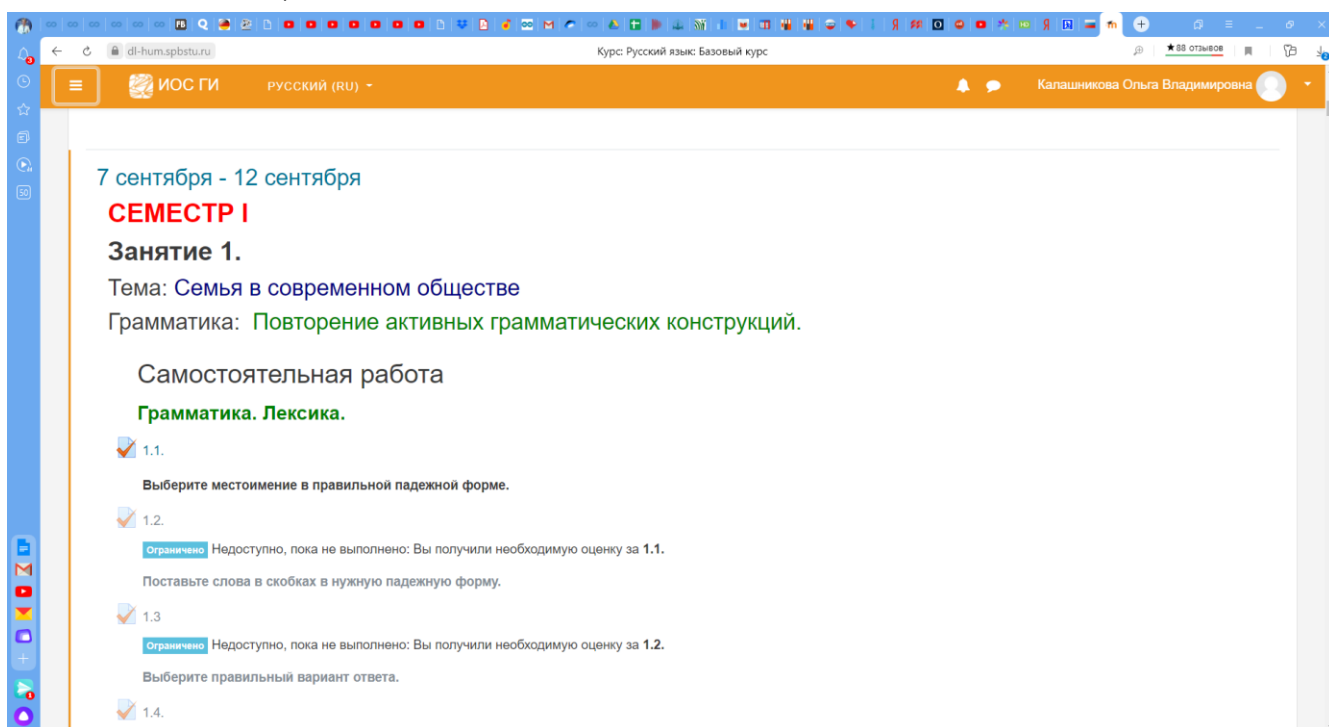 dl-hum.spbstu.ru
Курс: Русский язык: Базовый курс
★88 отзывов
ИОС ГИ
РУССКИЙ (RU)
Калашникова Ольга Владимировна
7 сентября - 12 сентября
СЕМЕСТР I
Занятие 1.
Тема: Семья в современном обществе
Грамматика: Повторение активных грамматических конструкций.
Самостоятельная работа
Грамматика. Лексика.
1.1.
Выберите местоимение в правильной падежной форме.
1.2.
Ограничено Недоступно, пока не выполнено: Вы получили необходимую оценку за 1.1.
Поставьте слова в скобках в нужную падежную форму.
1.3
Ограничено Недоступно, пока не выполнено: Вы получили необходимую оценку за 1.2.
Выберите правильный вариант ответа.
1.4.